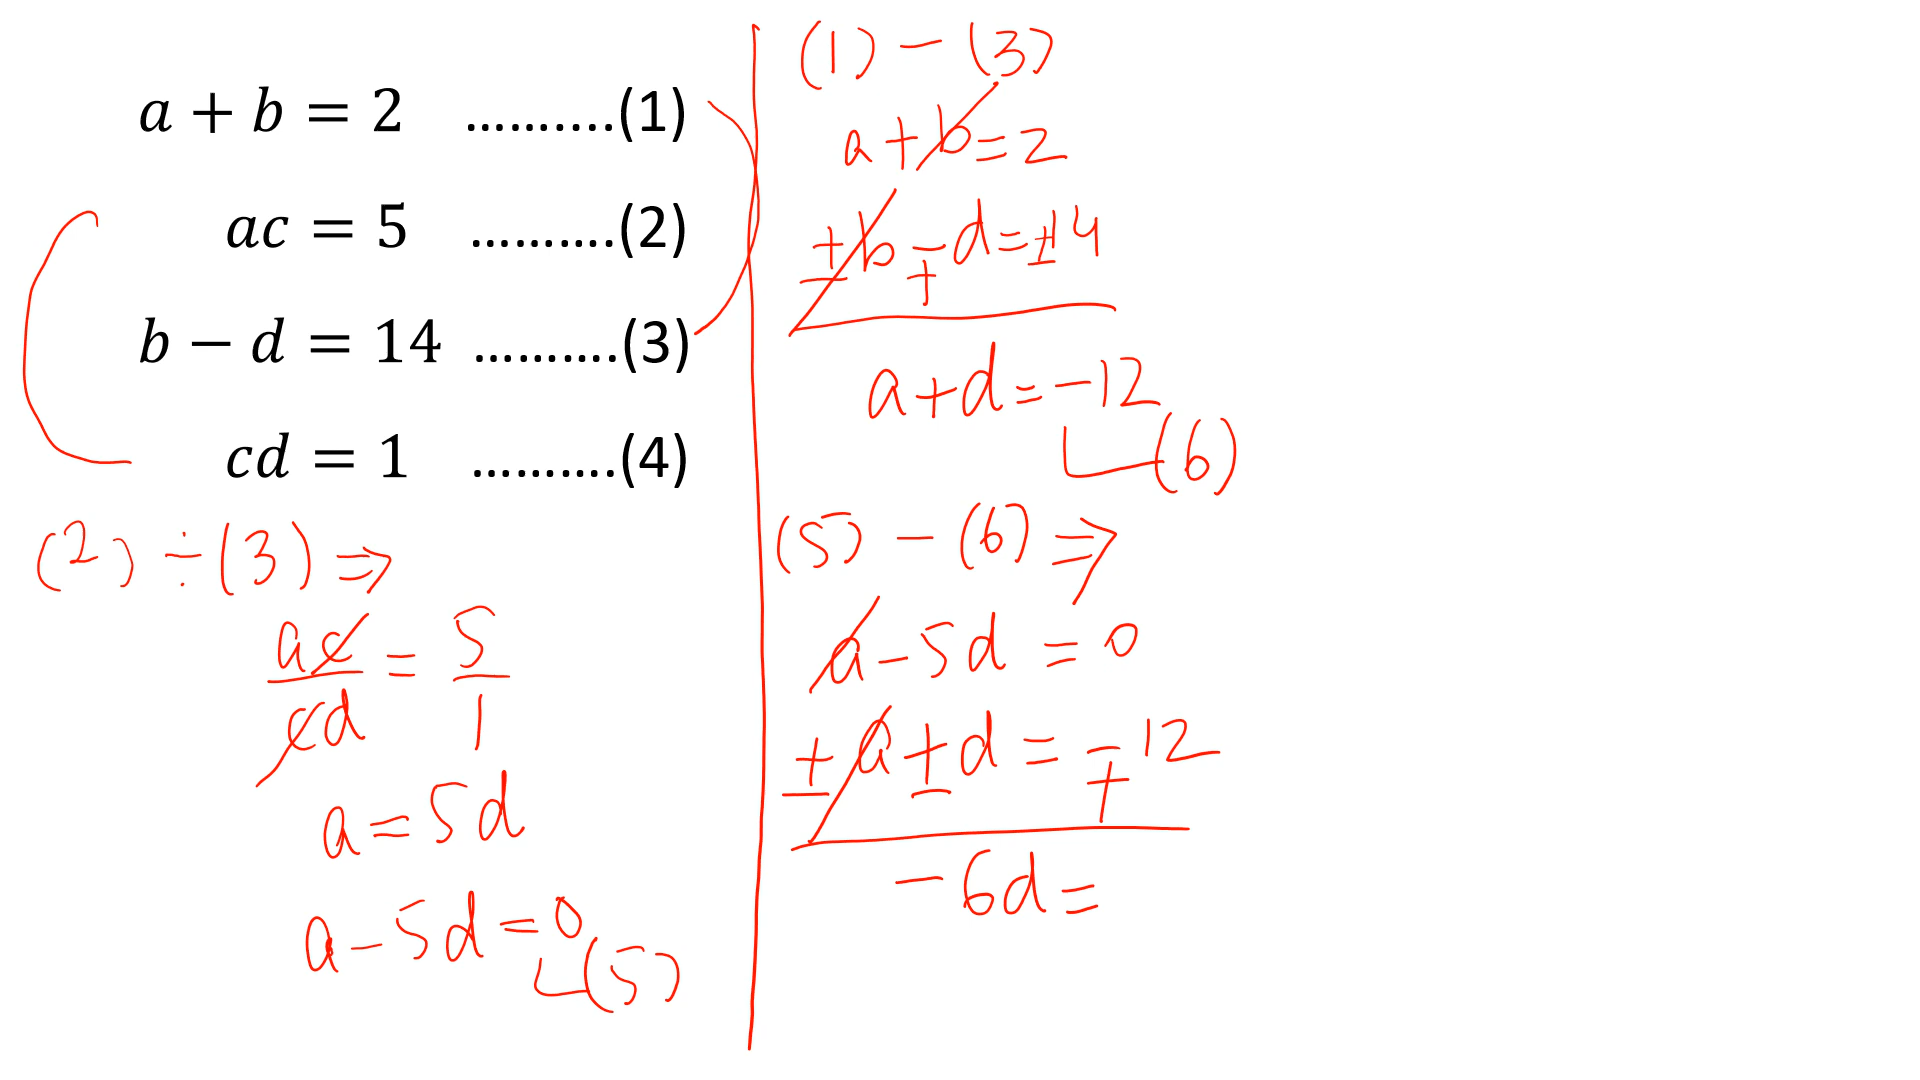 a + b = 2 ..........(1)
ac = 5 ..........(2)
b − d = 14 ..........(3)
cd = 1 ..........(4)
(2) ÷ (3) ⇒
ac/cd = 5/1
a = 5d
a − 5d = 0
(5)
(1) − (3)
a + b = 2
± b ∓ d = ± 14
a + d = −12
(6)
(5) − (6) ⇒
a − 5d = 0
± a ± d = ∓ 12
− 6d =